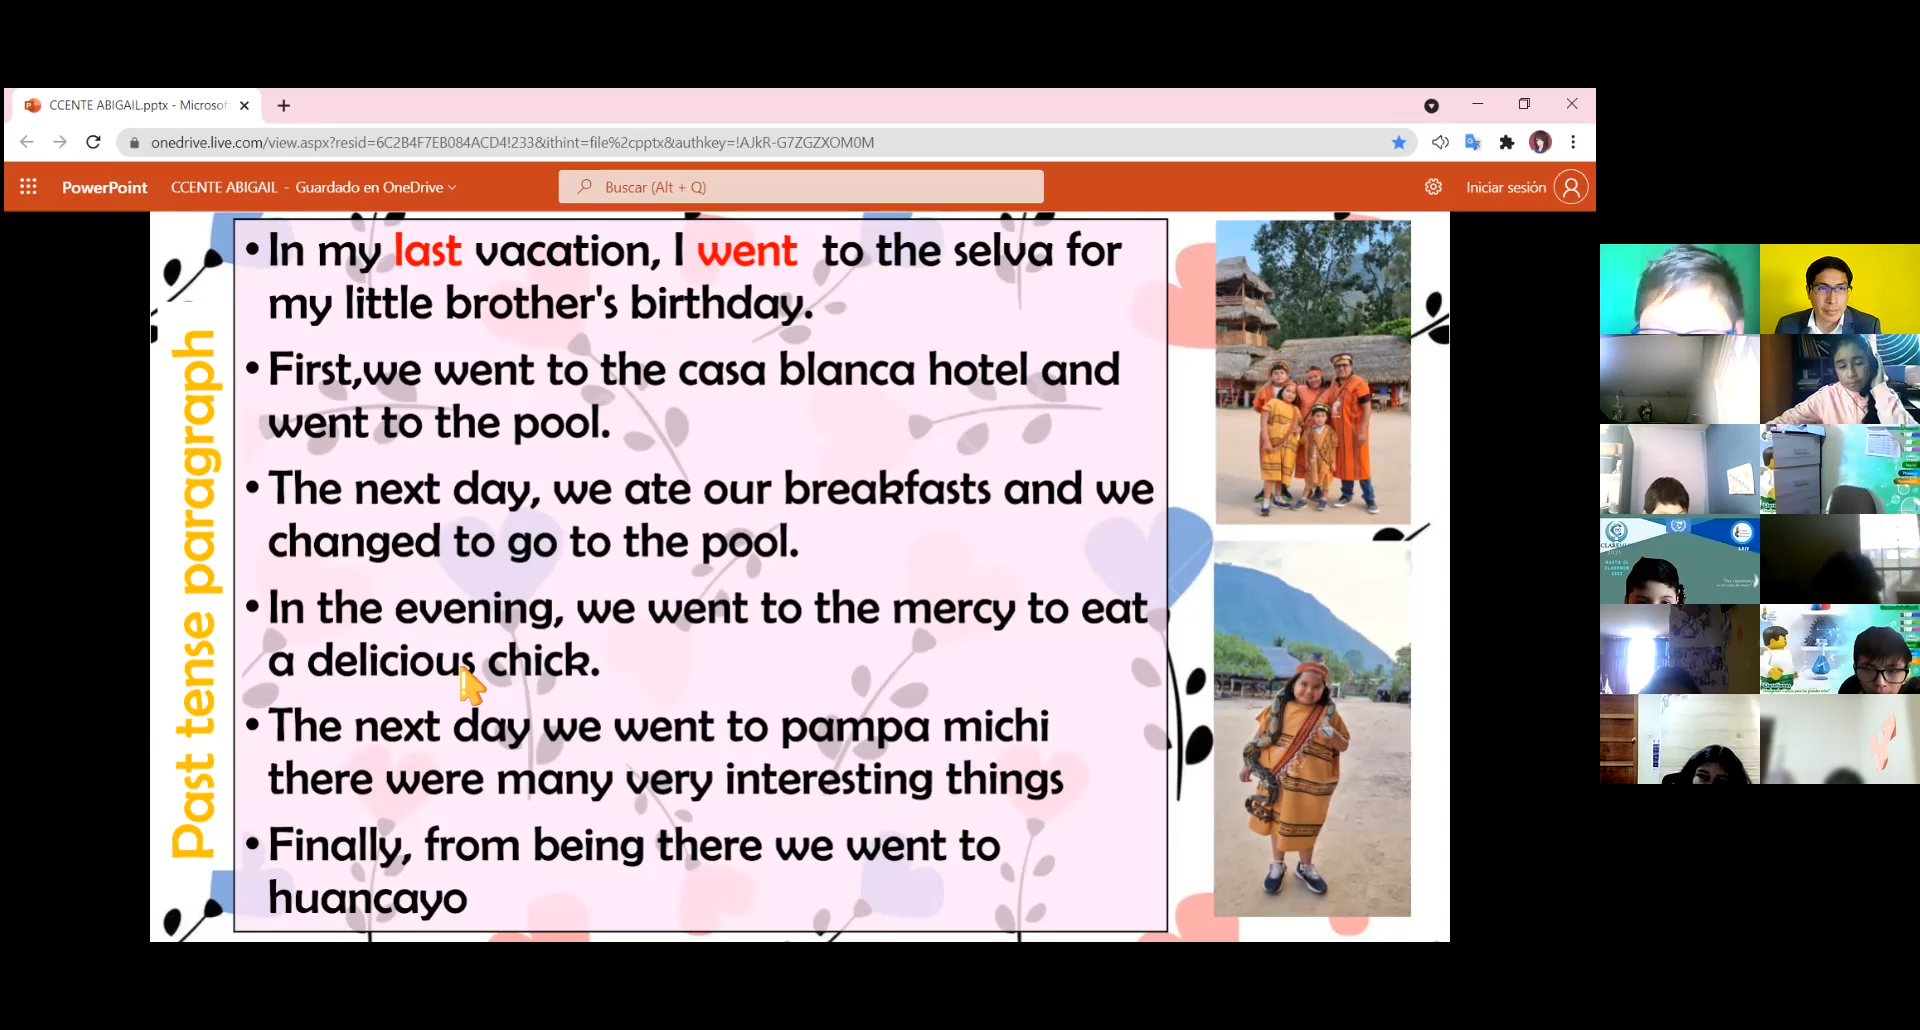 CCENTE ABIGAIL.pptx - Microsof
onedrive.live.com/view.aspx?resid=6C2B4F7EB084ACD4!233&ithint=file%2cpptx&authkey=!AJkR-G7ZGZXOM0M
PowerPoint CCENTE ABIGAIL - Guardado en OneDrive
Buscar (Alt + Q)
Iniciar sesión
Past tense paragraph
• In my last vacation, I went to the selva for
my little brother's birthday.
• First,we went to the casa blanca hotel and
went to the pool.
• The next day, we ate our breakfasts and we
changed to go to the pool.
• In the evening, we went to the mercy to eat
a delicious chick.
• The next day we went to pampa michi
there were many very interesting things
• Finally, from being there we went to
huancayo